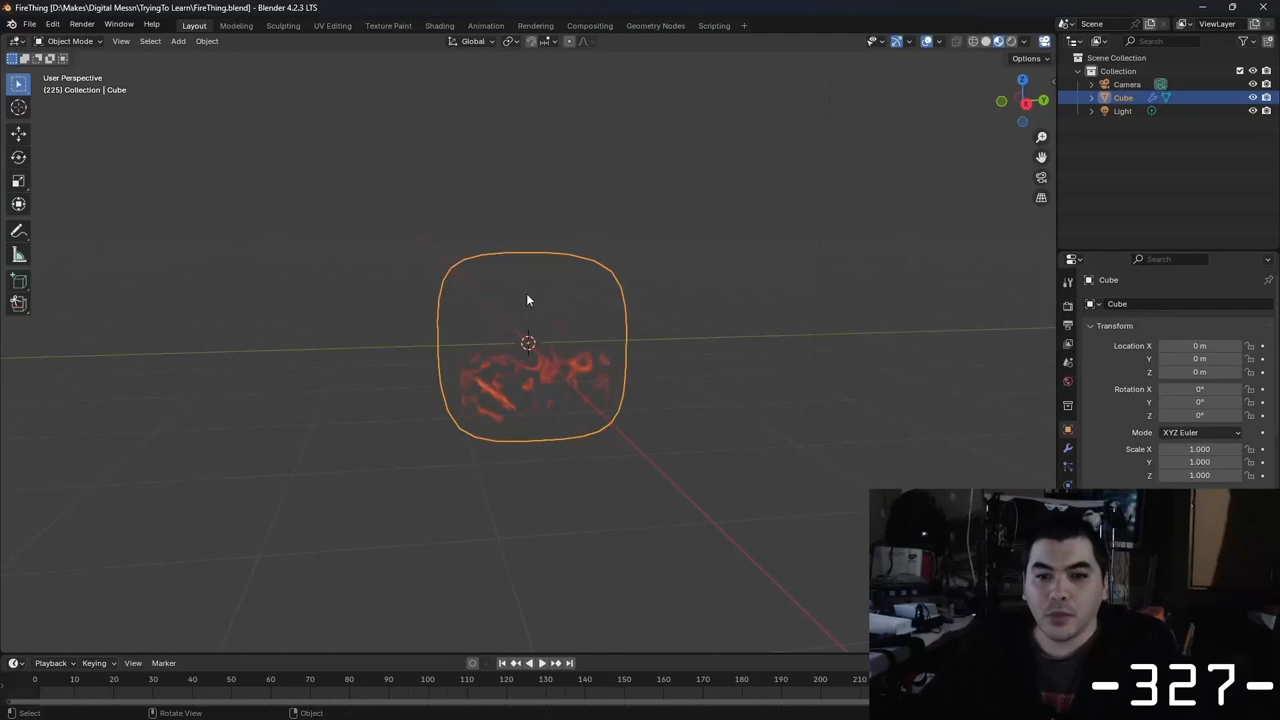 FireThing [D:\Makes\Digital Messn\TryingTo Learn\FireThing.blend] - Blender 4.2.3 LTS
File Edit Render Window Help Layout Modeling Sculpting UV Editing Texture Paint Shading Animation Rendering Compositing Geometry Nodes Scripting Scene ViewLayer
Object Mode View Select Add Object Global Search
Options
User Perspective
(225) Collection | Cube
Scene Collection
Collection
Camera
Cube
Light
Z
Y
X
Search
Cube
Cube
Transform
Location X 0 m
Y 0 m
Z 0 m
Rotation X 0°
Y 0°
Z 0°
Mode XYZ Euler
Scale X 1.000
Y 1.000
Z 1.000
-327-
Playback Keying View Marker
0 10 20 30 40 50 60 70 80 90 100 110 120 130 140 150 160 170 180 190 200 210
Select Rotate View Object